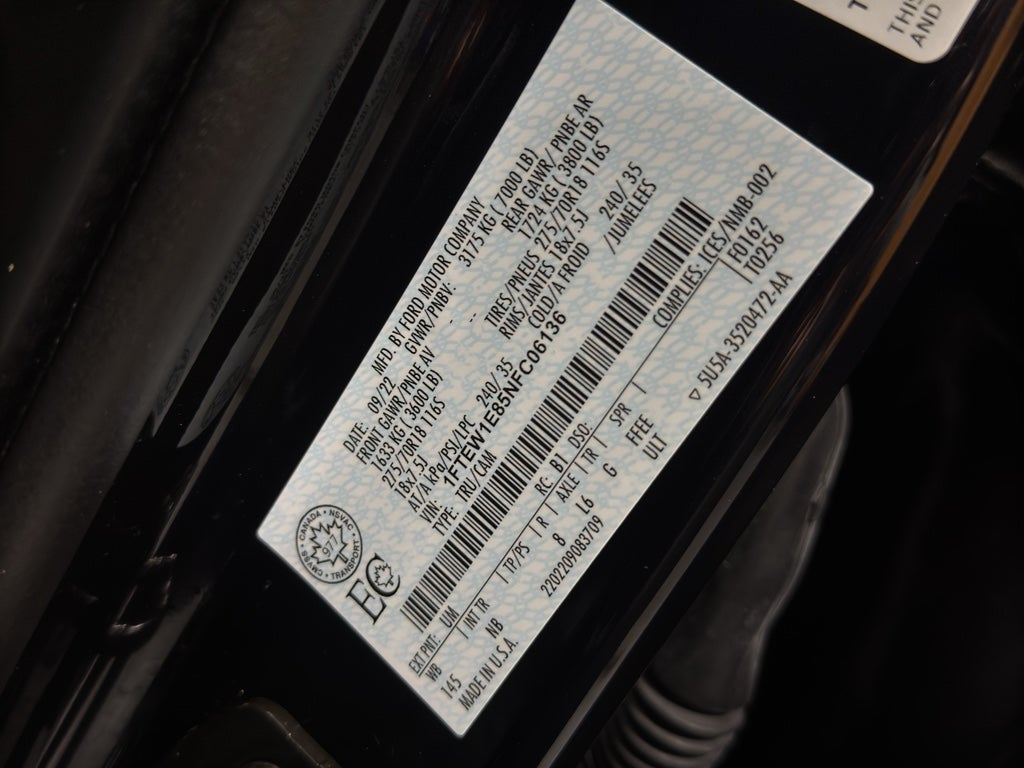 T
THIS
AND
DATE: 09/22 MFD. BY FORD MOTOR COMPANY
FRONT GAWR/PNBE AV GVWR/PNBV: 3175 KG ( 7000 LB)
1633 KG ( 3600 LB) REAR GAWR/ PNBE AR
275/70R18 116S 1724 KG ( 3800 LB)
18x7.5J TIRES/PNEUS 275/70R18 116S
AT/A kPa/PSI/LPC 240/ 35 RIMS/JANTES 18x7.5J
COLD/A FROID 240/ 35
VIN: 1FTEW1E85NFC06136 /JUMELEES
TYPE: TRU/CAM
CANADA • NSVAC
977
CMVSS • TRANSPORT
EC
COMPLIES: ICES/NMB-002
EXT PNT: UM RC: B1 DSO: F0162
WB INT TR TP/PS R AXLE TR SPR T0256
145 NB 8 L6 G FFEE
MADE IN U.S.A. 2202209083709 ULT
▽ 5U5A-3520472-AA